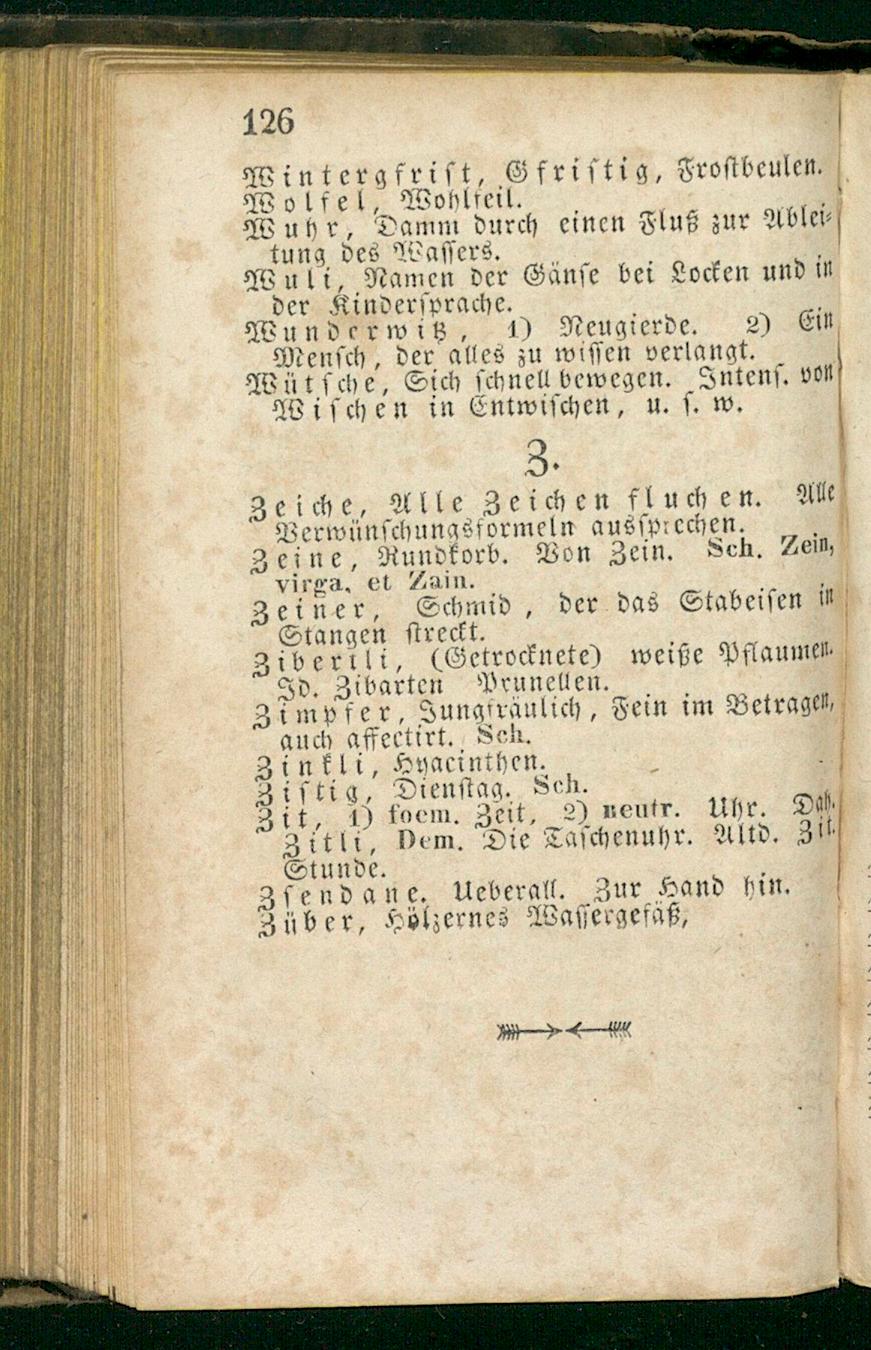 126
Wintergfrist, Gfristig, Frostbeulen.
Wolfel, Wohlfeil.
Wuhr, Damm durch einen Fluß zur Ablei-
tung des Wassers.
Wuli, Namen der Gänse bei Locken und in
der Kindersprache.
Wunderwitz, 1) Neugierde. 2) Ein
Mensch, der alles zu wissen verlangt.
Wütsche, Sich schnell bewegen. Intens. von
Wischen in Entwischen, u. s. w.
Z.
Zeiche, Alle Zeichen fluchen. Alle
Verwünschungsformeln aussprechen.
Zeine, Rundkorb. Von Zein. Sch. Zein,
virga, et Zain.
Zeiner, Schmid, der das Stabeisen in
Stangen streckt.
Ziberili, (Getrocknete) weiße Pflaumen.
Id. Zibarten Prunellen.
Zimpfer, Jungfräulich, Fein im Betragen,
auch affectirt. Sch.
Zinkli, Hyacinthen.
Zistig, Dienstag. Sch.
Zit, 1) foem. Zeit, 2) neutr. Uhr. Dah.
Zitli, Dem. Die Taschenuhr. Altd. Zit.
Stunde.
Zsendane. Ueberall. Zur Hand hin.
Züber, Hölzernes Wassergefäß,